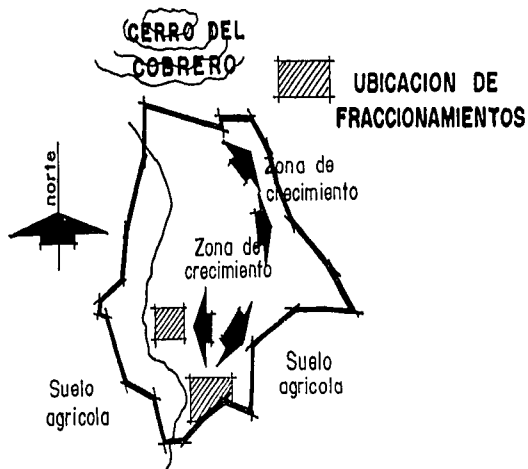 CERRO DEL
COBRERO
UBICACION DE
FRACCIONAMIENTOS
norte
Zona de
crecimiento
Zona de
crecimiento
Suelo
agricola
Suelo
agricola